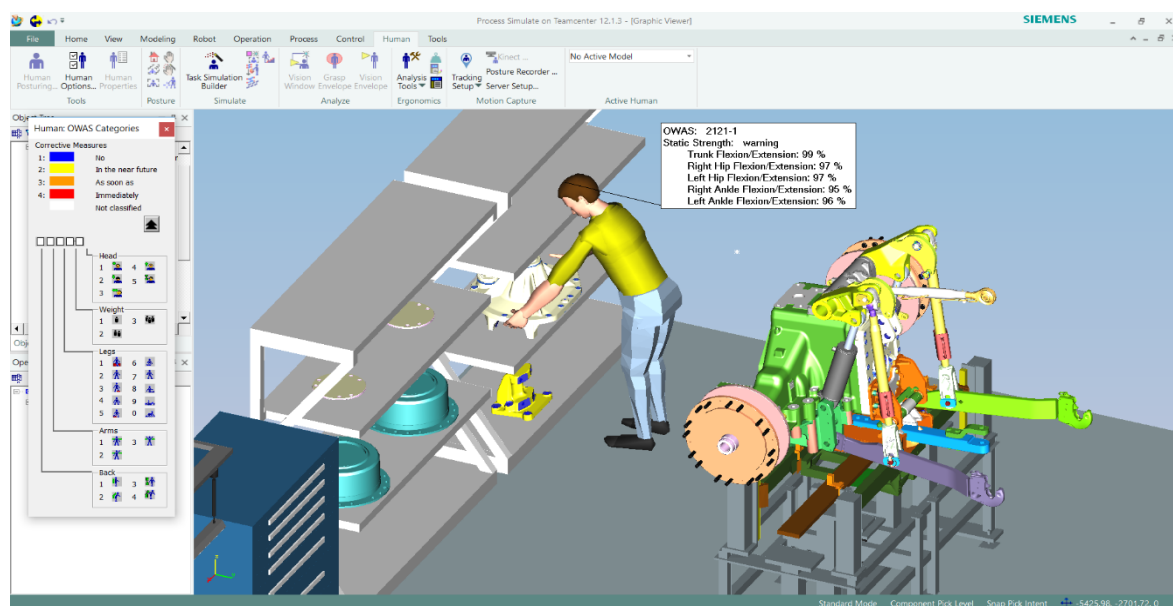 Process Simulate on Teamcenter 12.1.3 - [Graphic Viewer]
SIEMENS
File Home View Modeling Robot Operation Process Control Human Tools
Human Posturing... Human Options... Human Properties
Task Simulation Builder
Vision Window Grasp Envelope Vision Envelope
Analysis Tools
Tracking Setup
Kinect ...
Posture Recorder ...
Server Setup...
No Active Model
Tools Posture Simulate Analyze Ergonomics Motion Capture Active Human
Human: OWAS Categories
Corrective Measures
1: No
2: In the near future
3: As soon as
4: Immediately
Not classified
Head
1 4
2 5
3
Weight
1 3
2
Legs
1 6
2 7
3 8
4 9
5 0
Arms
1 3
2
Back
1 3
2 4
OWAS: 2121-1
Static Strength: warning
Trunk Flexion/Extension: 99 %
Right Hip Flexion/Extension: 97 %
Left Hip Flexion/Extension: 97 %
Right Ankle Flexion/Extension: 95 %
Left Ankle Flexion/Extension: 96 %
Standard Mode Component Pick Level Snap Pick Intent -5425.98, -2701.72, 0